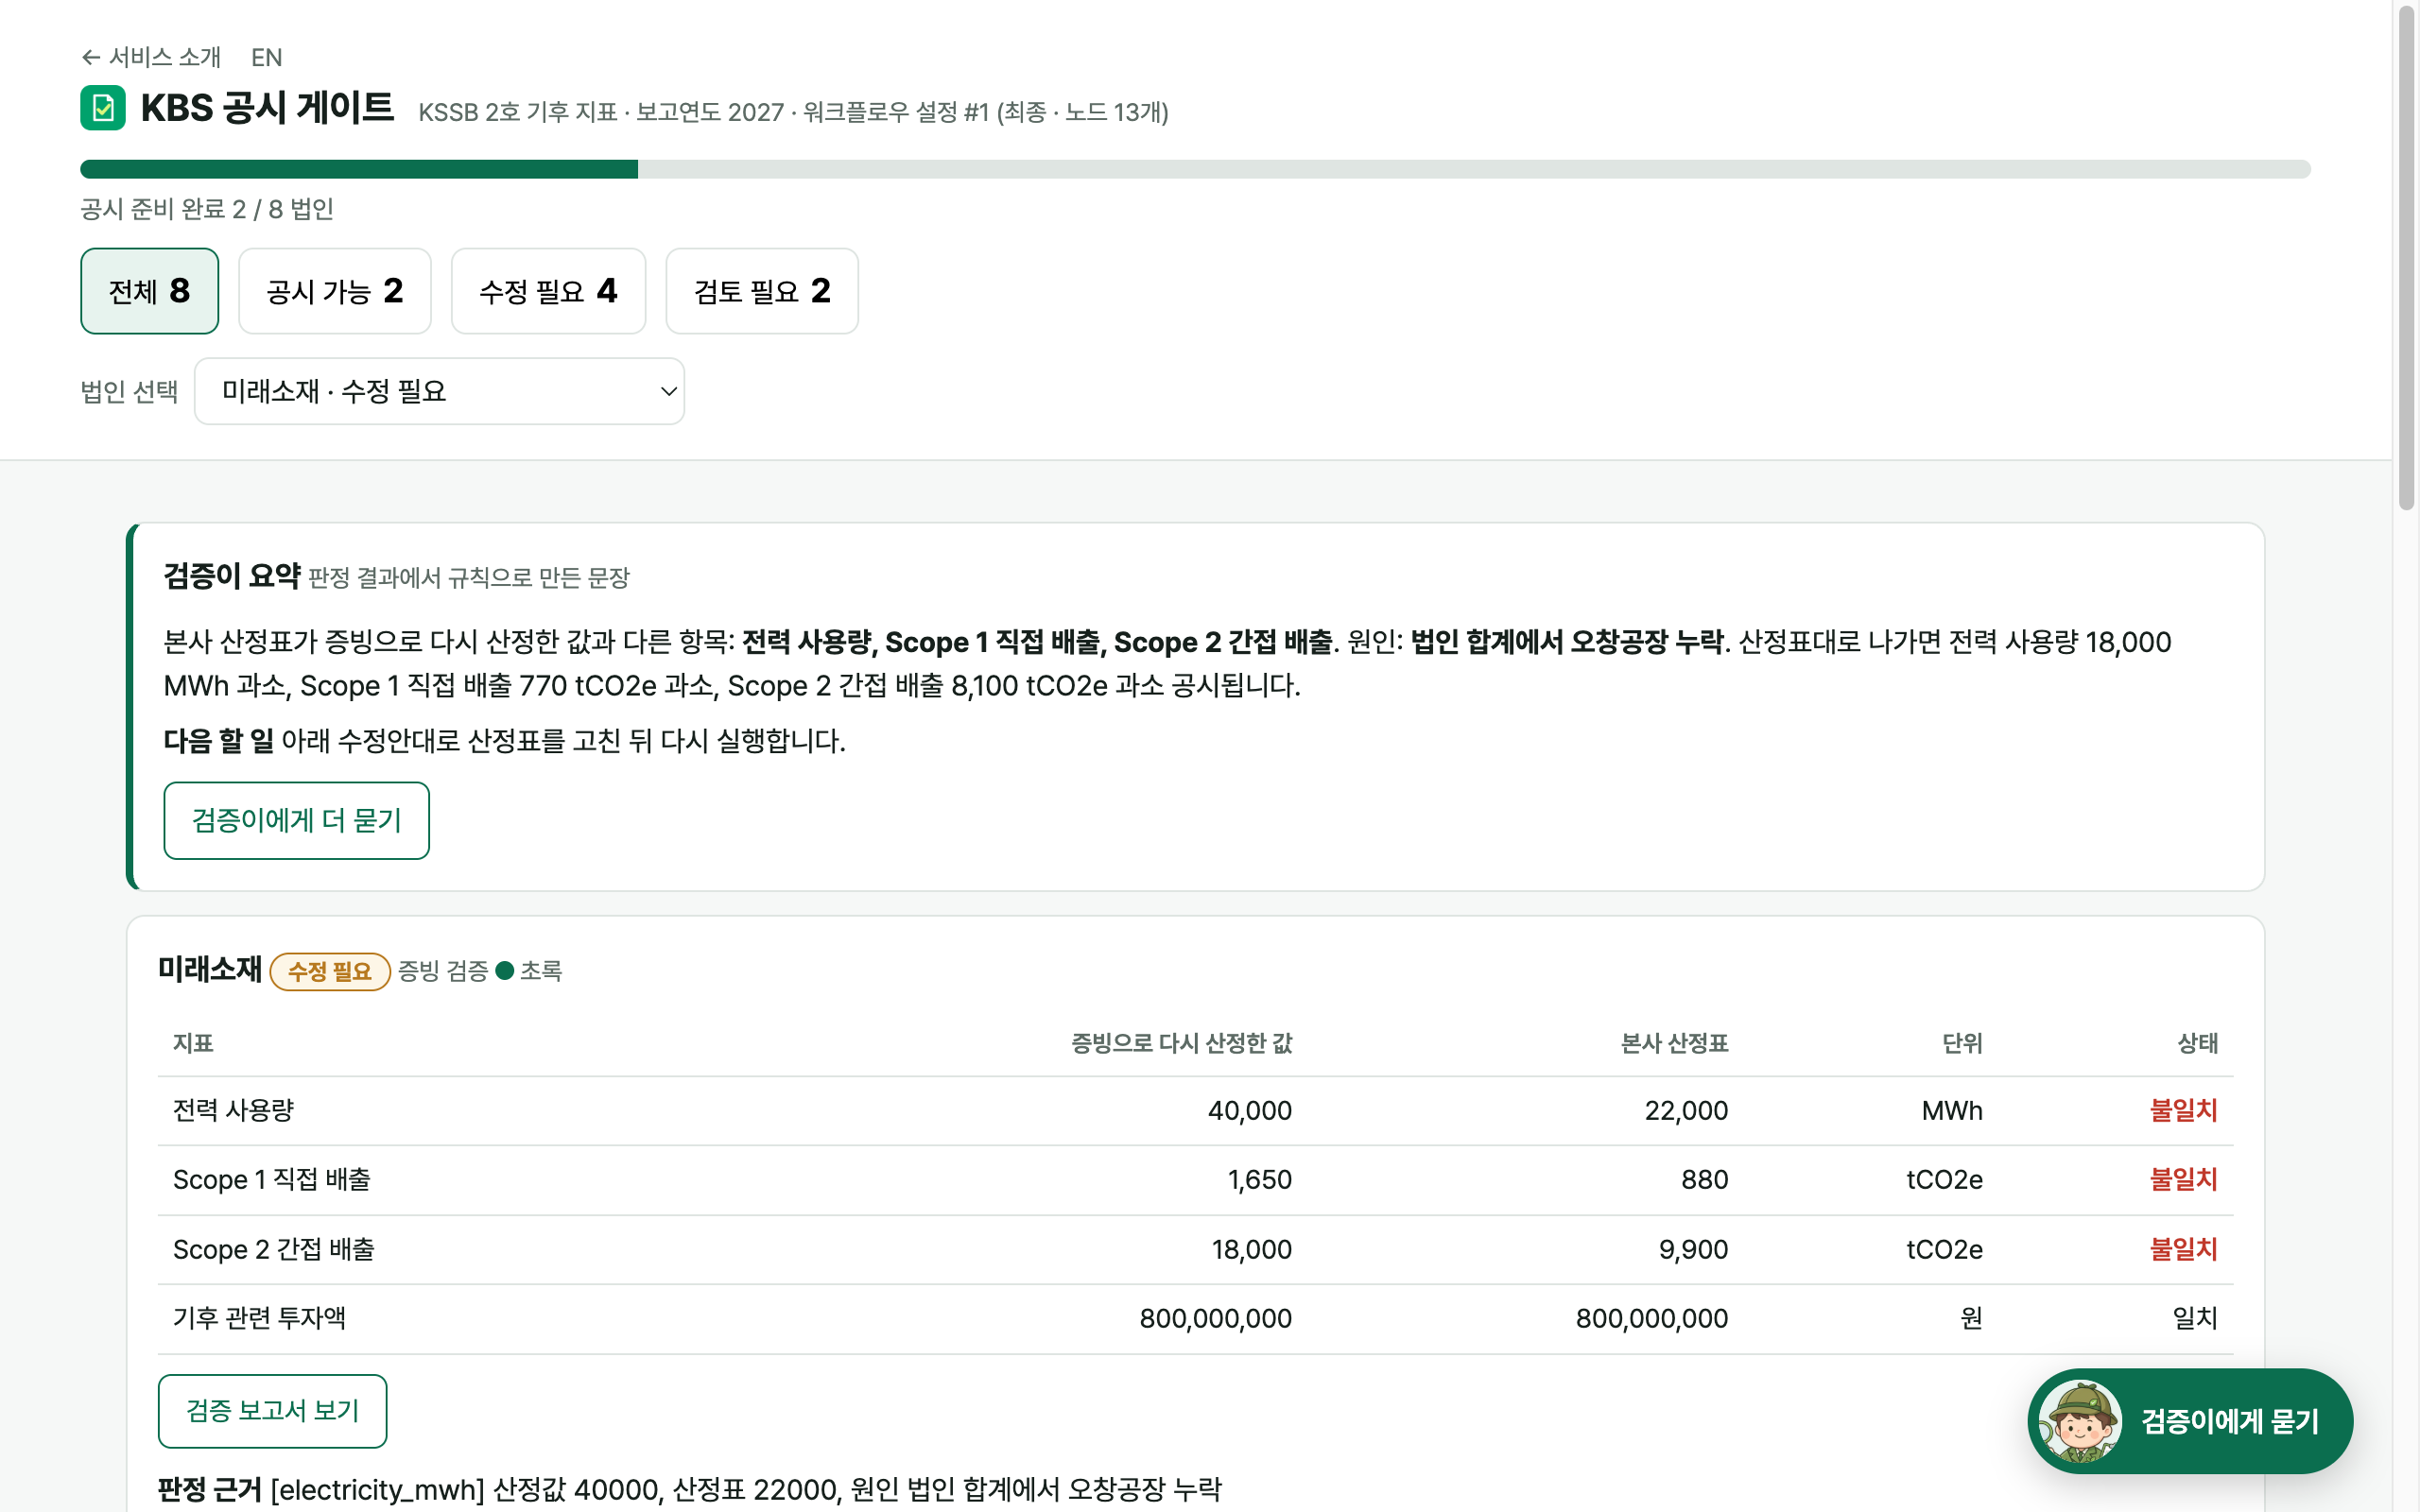 ← 서비스 소개 EN
KBS 공시 게이트 KSSB 2호 기후 지표 · 보고연도 2027 · 워크플로우 설정 #1 (최종 · 노드 13개)
공시 준비 완료 2 / 8 법인
전체 8 공시 가능 2 수정 필요 4 검토 필요 2
법인 선택 미래소재 · 수정 필요
검증이 요약 판정 결과에서 규칙으로 만든 문장
본사 산정표가 증빙으로 다시 산정한 값과 다른 항목: 전력 사용량, Scope 1 직접 배출, Scope 2 간접 배출. 원인: 법인 합계에서 오창공장 누락. 산정표대로 나가면 전력 사용량 18,000
MWh 과소, Scope 1 직접 배출 770 tCO2e 과소, Scope 2 간접 배출 8,100 tCO2e 과소 공시됩니다.
다음 할 일 아래 수정안대로 산정표를 고친 뒤 다시 실행합니다.
검증이에게 더 묻기
미래소재 수정 필요 증빙 검증 초록
지표 증빙으로 다시 산정한 값 본사 산정표 단위 상태
전력 사용량 40,000 22,000 MWh 불일치
Scope 1 직접 배출 1,650 880 tCO2e 불일치
Scope 2 간접 배출 18,000 9,900 tCO2e 불일치
기후 관련 투자액 800,000,000 800,000,000 원 일치
검증 보고서 보기
검증이에게 묻기
판정 근거 [electricity_mwh] 산정값 40000, 산정표 22000, 원인 법인 합계에서 오창공장 누락